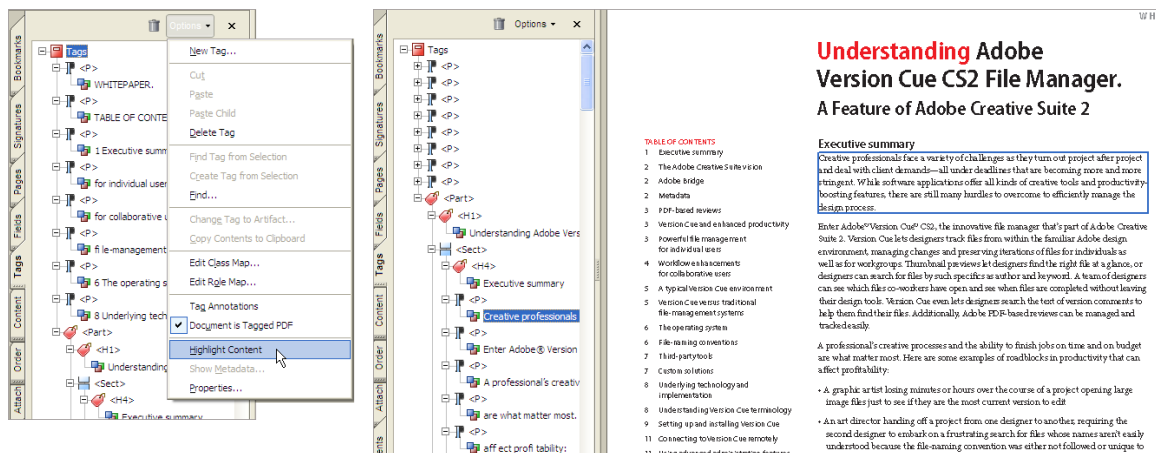 Options
Bookmarks
Signatures
Pages
Fields
Tags
Content
Order
Attach
Tags
<P>
WHITEPAPER.
<P>
TABLE OF CONTE
<P>
1 Executive summ
<P>
for individual user
<P>
for collaborative u
<P>
fi le-management
<P>
6 The operating s
<P>
8 Underlying tech
<Part>
<H1>
Understanding
<Sect>
<H4>
Executive summary
New Tag...
Cut
Paste
Paste Child
Delete Tag
Find Tag from Selection
Create Tag from Selection
Find...
Change Tag to Artifact...
Copy Contents to Clipboard
Edit Class Map...
Edit Role Map...
Tag Annotations
Document is Tagged PDF
Highlight Content
Show Metadata...
Properties...
Options
Bookmarks
Signatures
Pages
Fields
Tags
Content
Order
Attach
ents
Tags
<P>
<P>
<P>
<P>
<P>
<P>
<P>
<P>
<Part>
<H1>
Understanding Adobe Vers
<Sect>
<H4>
Executive summary
<P>
Creative professionals
<P>
Enter Adobe® Version
<P>
A professional's creativ
<P>
are what matter most.
<P>
aff ect profi tability:
WH
Understanding Adobe
Version Cue CS2 File Manager.
A Feature of Adobe Creative Suite 2
TABLE OF CONTENTS
1 Executive summary
2 The Adobe Creative Suite vision
2 Adobe Bridge
2 Metadata
3 PDF-based reviews
3 Version Cue and enhanced productivity
3 Powerful file management
for individual users
4 Workflow enhancements
for collaborative users
5 A typical Version Cue environment
5 Version Cue versus traditional
file-management systems
6 The operating system
6 File-naming conventions
7 Third-party tools
7 Custom solutions
8 Underlying technology and
implementation
8 Understanding Version Cue terminology
9 Setting up and installing Version Cue
11 Connecting to Version Cue remotely
11 Using advanced administration features
Executive summary
Creative professionals face a variety of challenges as they turn out project after project
and deal with client demands—all under deadlines that are becoming more and more
stringent. While software applications offer all kinds of creative tools and productivity-
boosting features, there are still many hurdles to overcome to efficiently manage the
design process.
Enter Adobe® Version Cue® CS2, the innovative file manager that's part of Adobe Creative
Suite 2. Version Cue lets designers track files from within the familiar Adobe design
environment, managing changes and preserving iterations of files for individuals as
well as for workgroups. Thumbnail previews let designers find the right file at a glance, or
designers can search for files by such specifics as author and keyword. A team of designers
can see which files co-workers have open and see when files are completed without leaving
their design tools. Version Cue even lets designers search the text of version comments to
help them find their files. Additionally, Adobe PDF-based reviews can be managed and
tracked easily.
A professional's creative processes and the ability to finish jobs on time and on budget
are what matter most. Here are some examples of roadblocks in productivity that can
affect profitability:
• A graphic artist losing minutes or hours over the course of a project opening large
image files just to see if they are the most current version to edit
• An art director handing off a project from one designer to another, requiring the
second designer to embark on a frustrating search for files whose names aren't easily
understood because the file-naming convention was either not followed or unique to